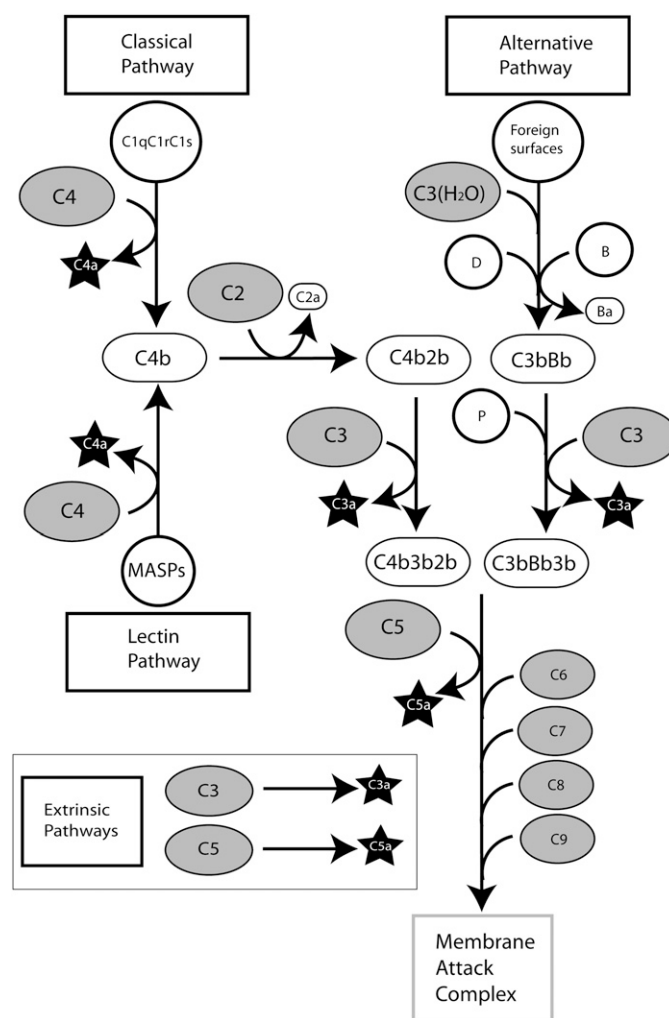 Classical
Pathway
Alternative
Pathway
C1qC1rC1s
Foreign
surfaces
C4
C3(H₂O)
C4a
D
B
C2
C2a
Ba
C4b
C4b2b
C3bBb
C4a
P
C3
C3
C4
C3a
C3a
MASPs
C4b3b2b
C3bBb3b
Lectin
Pathway
C5
C6
C5a
C7
Extrinsic
Pathways
C3
C3a
C8
C5
C5a
C9
Membrane
Attack
Complex